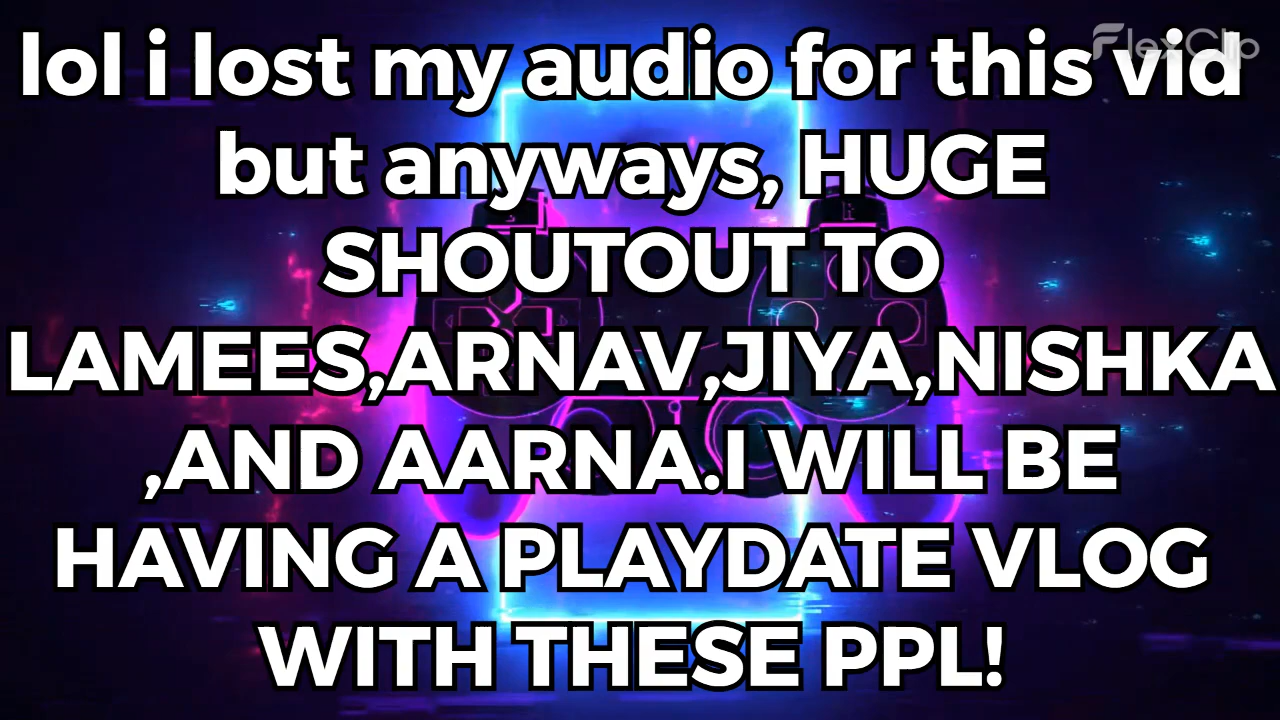 FlexClip
lol i lost my audio for this vid
but anyways, HUGE
SHOUTOUT TO
LAMEES,ARNAV,JIYA,NISHKA
,AND AARNA.I WILL BE
HAVING A PLAYDATE VLOG
WITH THESE PPL!